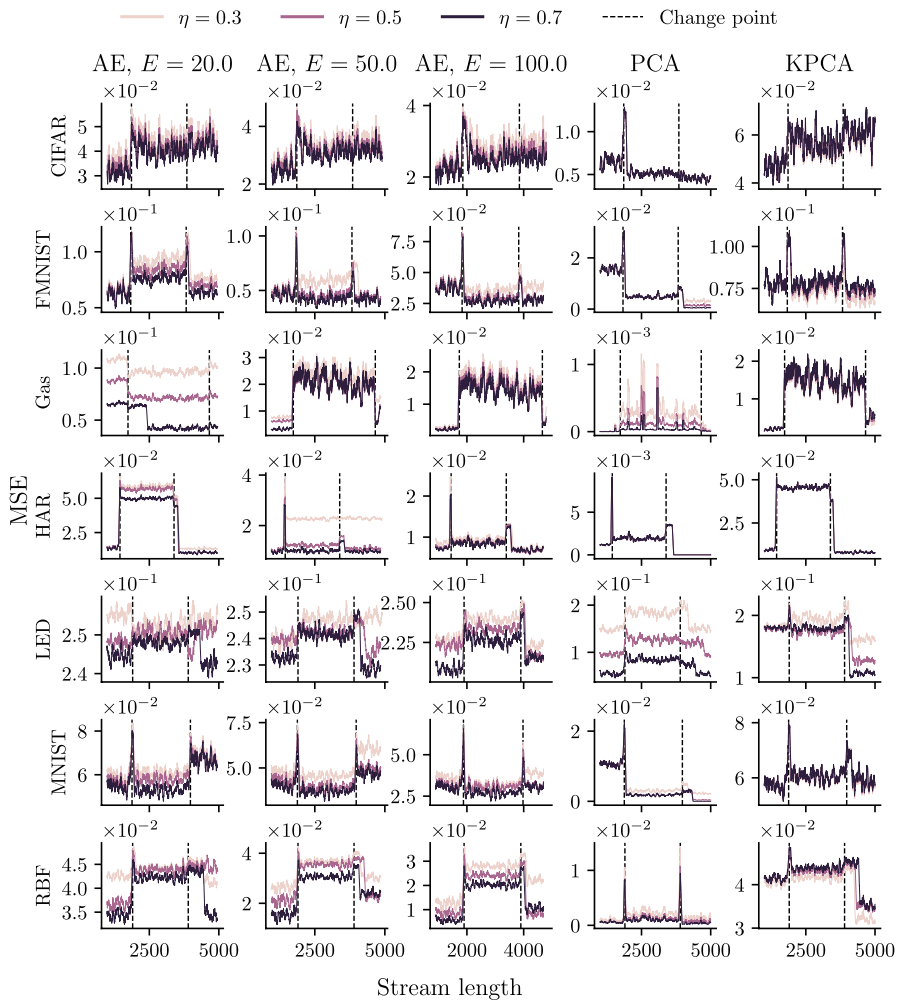 η = 0.3 η = 0.5 η = 0.7 Change point
AE, E = 20.0 AE, E = 50.0 AE, E = 100.0 PCA KPCA
×10⁻² ×10⁻² ×10⁻² ×10⁻² ×10⁻²
CIFAR
5 4 3
4 2
4 2
1.0 0.5
6 4
×10⁻¹ ×10⁻¹ ×10⁻² ×10⁻² ×10⁻¹
FMNIST
1.0 0.5
1.0 0.5
7.5 5.0 2.5
2 0
1.00 0.75
×10⁻¹ ×10⁻² ×10⁻² ×10⁻³ ×10⁻²
Gas
1.0 0.5
3 2 1
2 1
1 0
2 1
MSE
×10⁻² ×10⁻² ×10⁻² ×10⁻³ ×10⁻²
HAR
5.0 2.5
4 2
2 1
5 0
5.0 2.5
×10⁻¹ ×10⁻¹ ×10⁻¹ ×10⁻¹ ×10⁻¹
LED
2.5 2.4
2.5 2.4 2.3
2.50 2.25
2 1
2 1
×10⁻² ×10⁻² ×10⁻² ×10⁻² ×10⁻²
MNIST
8 6
7.5 5.0
5.0 2.5
2 0
8 6
×10⁻² ×10⁻² ×10⁻² ×10⁻¹ ×10⁻²
RBF
4.5 4.0 3.5
4 2
3 2 1
1 0
4 3
2500 5000 2500 5000 2000 4000 2500 5000 2500 5000
Stream length